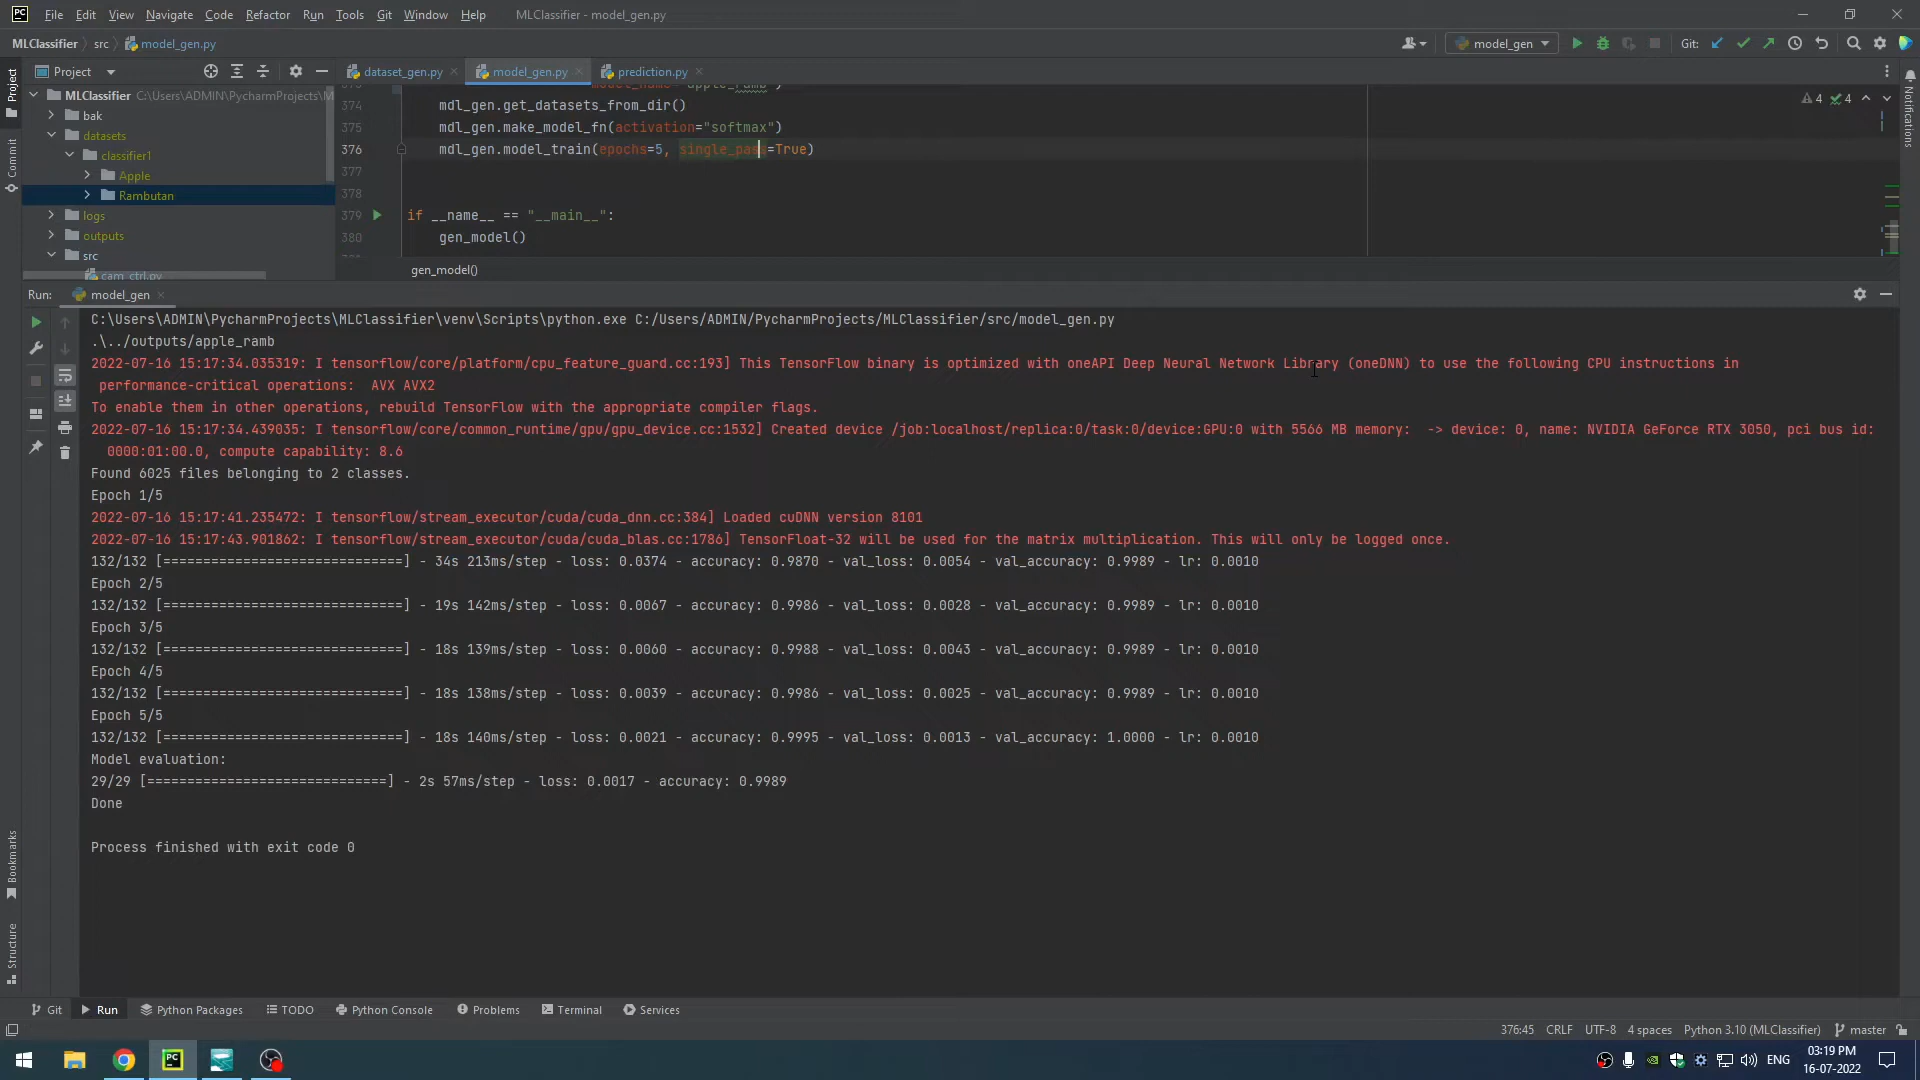 File Edit View Navigate Code Refactor Run Tools Git Window Help MLClassifier - model_gen.py
MLClassifier src model_gen.py model_gen Git:
Project dataset_gen.py model_gen.py prediction.py
MLClassifier C:\Users\ADMIN\PycharmProjects\M
bak
datasets
classifier1
Apple
Rambutan
logs
outputs
src
cam_ctrl.py
Project
Commit
Notifications
4 4
374 mdl_gen.get_datasets_from_dir()
375 mdl_gen.make_model_fn(activation="softmax")
376 mdl_gen.model_train(epochs=5, single_pass=True)
377
378
379 if __name__ == "__main__":
380 gen_model()
gen_model()
Run: model_gen
C:\Users\ADMIN\PycharmProjects\MLClassifier\venv\Scripts\python.exe C:/Users/ADMIN/PycharmProjects/MLClassifier/src/model_gen.py
.\../outputs/apple_ramb
2022-07-16 15:17:34.035319: I tensorflow/core/platform/cpu_feature_guard.cc:193] This TensorFlow binary is optimized with oneAPI Deep Neural Network Library (oneDNN) to use the following CPU instructions in
performance-critical operations:  AVX AVX2
To enable them in other operations, rebuild TensorFlow with the appropriate compiler flags.
2022-07-16 15:17:34.439035: I tensorflow/core/common_runtime/gpu/gpu_device.cc:1532] Created device /job:localhost/replica:0/task:0/device:GPU:0 with 5566 MB memory:  -> device: 0, name: NVIDIA GeForce RTX 3050, pci bus id:
0000:01:00.0, compute capability: 8.6
Found 6025 files belonging to 2 classes.
Epoch 1/5
2022-07-16 15:17:41.235472: I tensorflow/stream_executor/cuda/cuda_dnn.cc:384] Loaded cuDNN version 8101
2022-07-16 15:17:43.901862: I tensorflow/stream_executor/cuda/cuda_blas.cc:1786] TensorFloat-32 will be used for the matrix multiplication. This will only be logged once.
132/132 [==============================] - 34s 213ms/step - loss: 0.0374 - accuracy: 0.9870 - val_loss: 0.0054 - val_accuracy: 0.9989 - lr: 0.0010
Epoch 2/5
132/132 [==============================] - 19s 142ms/step - loss: 0.0067 - accuracy: 0.9986 - val_loss: 0.0028 - val_accuracy: 0.9989 - lr: 0.0010
Epoch 3/5
132/132 [==============================] - 18s 139ms/step - loss: 0.0060 - accuracy: 0.9988 - val_loss: 0.0043 - val_accuracy: 0.9989 - lr: 0.0010
Epoch 4/5
132/132 [==============================] - 18s 138ms/step - loss: 0.0039 - accuracy: 0.9986 - val_loss: 0.0025 - val_accuracy: 0.9989 - lr: 0.0010
Epoch 5/5
132/132 [==============================] - 18s 140ms/step - loss: 0.0021 - accuracy: 0.9995 - val_loss: 0.0013 - val_accuracy: 1.0000 - lr: 0.0010
Model evaluation:
29/29 [==============================] - 2s 57ms/step - loss: 0.0017 - accuracy: 0.9989
Done
Process finished with exit code 0
Bookmarks
Structure
Git Run Python Packages TODO Python Console Problems Terminal Services
376:45 CRLF UTF-8 4 spaces Python 3.10 (MLClassifier) master
PC ENG 03:19 PM
16-07-2022